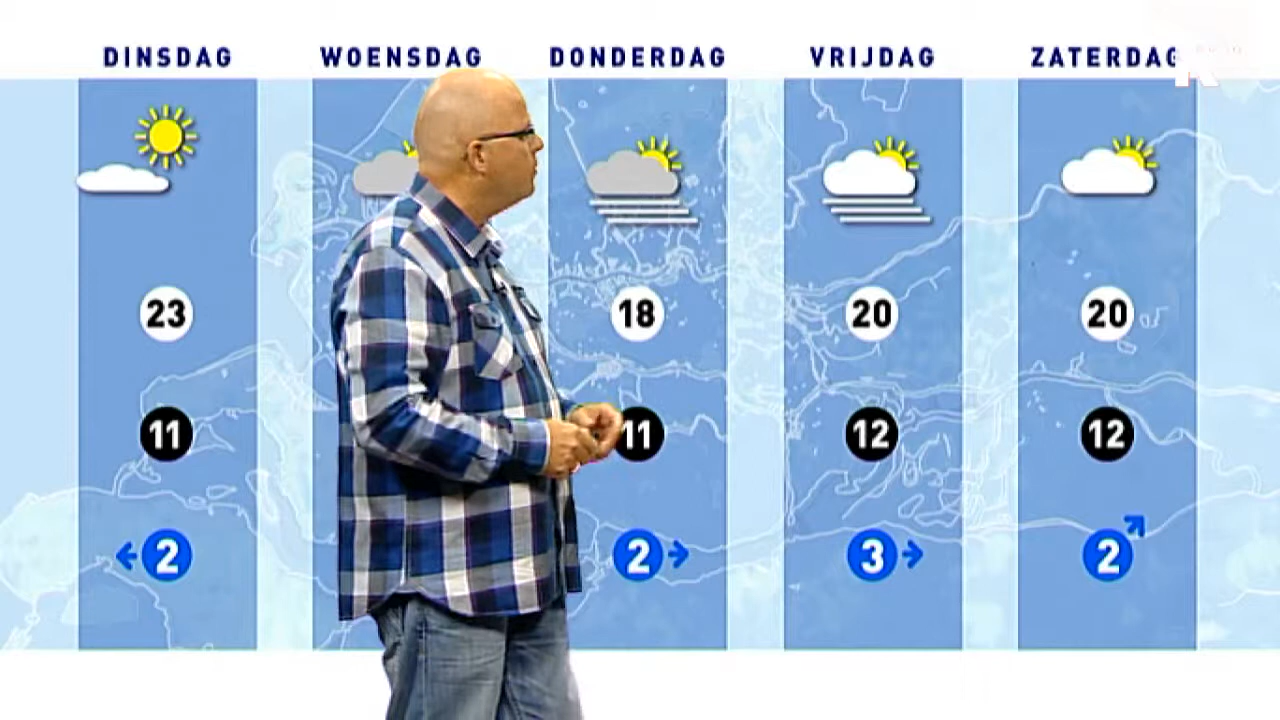 DINSDAG WOENSDAG DONDERDAG VRIJDAG ZATERDAG
23 18 20 20
11 11 12 12
2 2 3 2